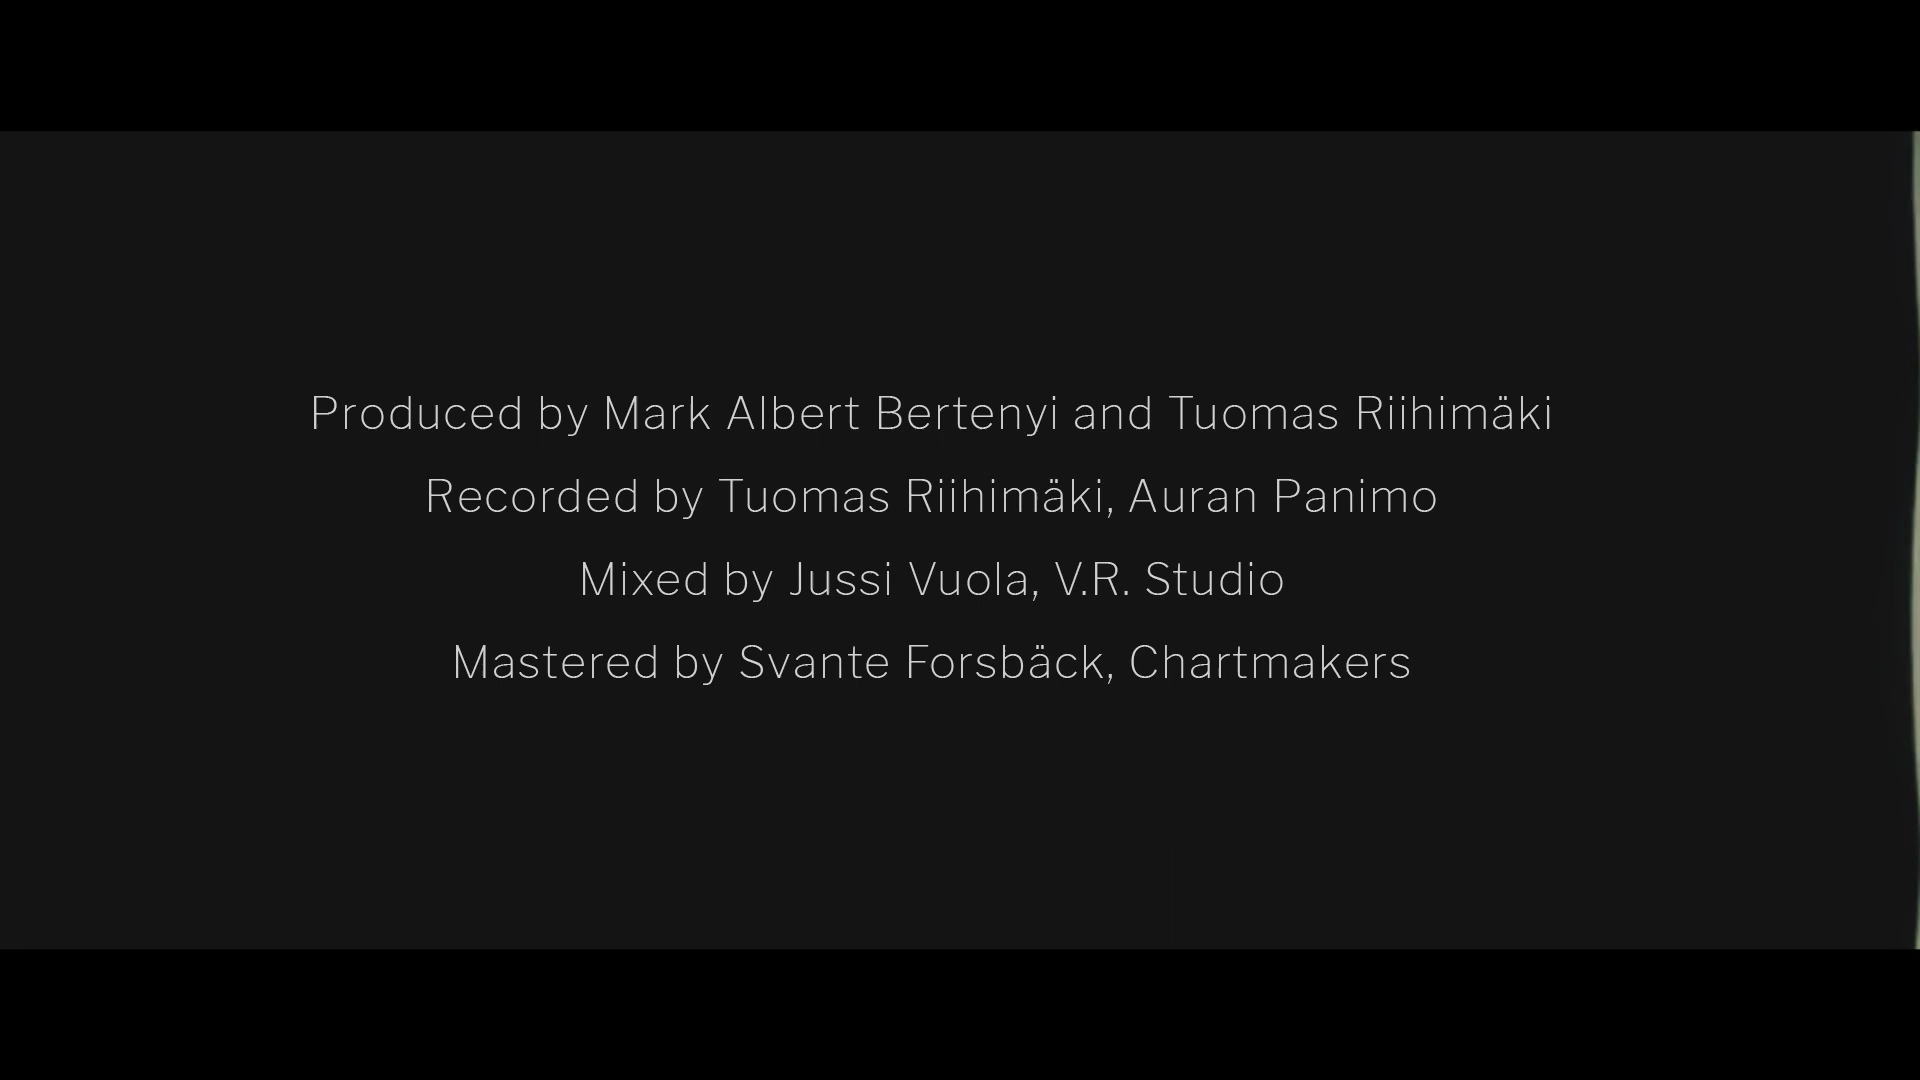 Produced by Mark Albert Bertenyi and Tuomas Riihimäki
Recorded by Tuomas Riihimäki, Auran Panimo
Mixed by Jussi Vuola, V.R. Studio
Mastered by Svante Forsbäck, Chartmakers